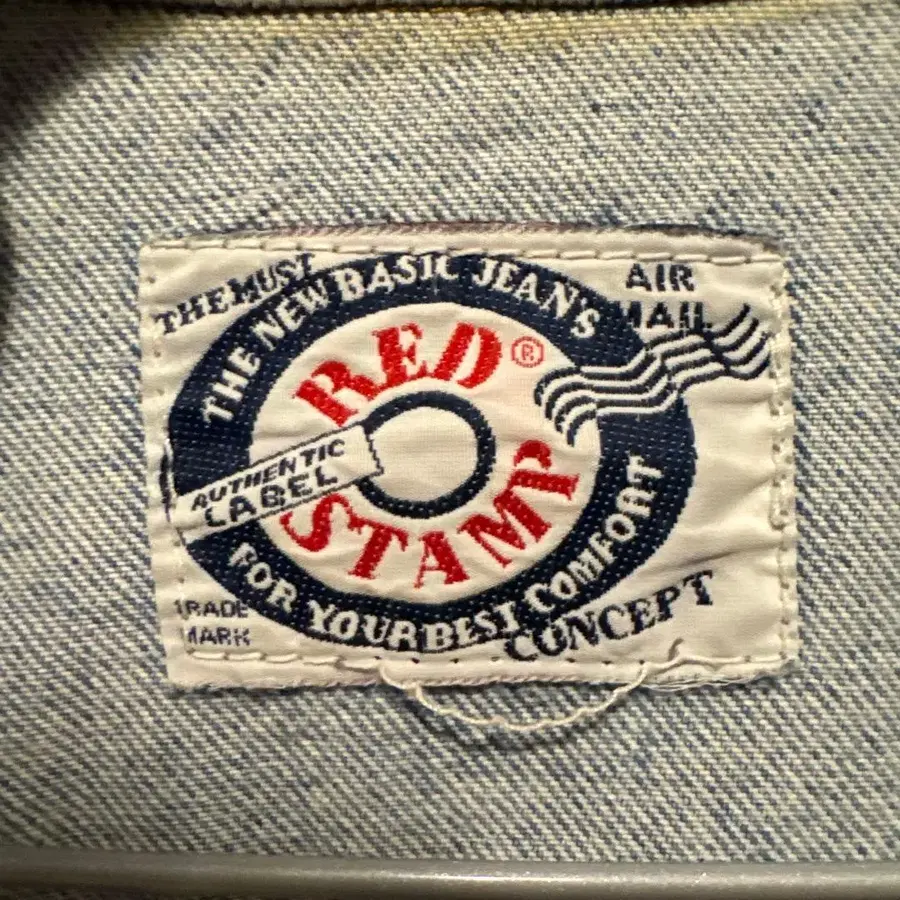 THE MUST
AIR
MAIL
THE NEW BASIC JEAN'S
RED®
AUTHENTIC
LABEL
STAMP
FOR YOUR BEST COMFORT
TRADE
MARK
CONCEPT